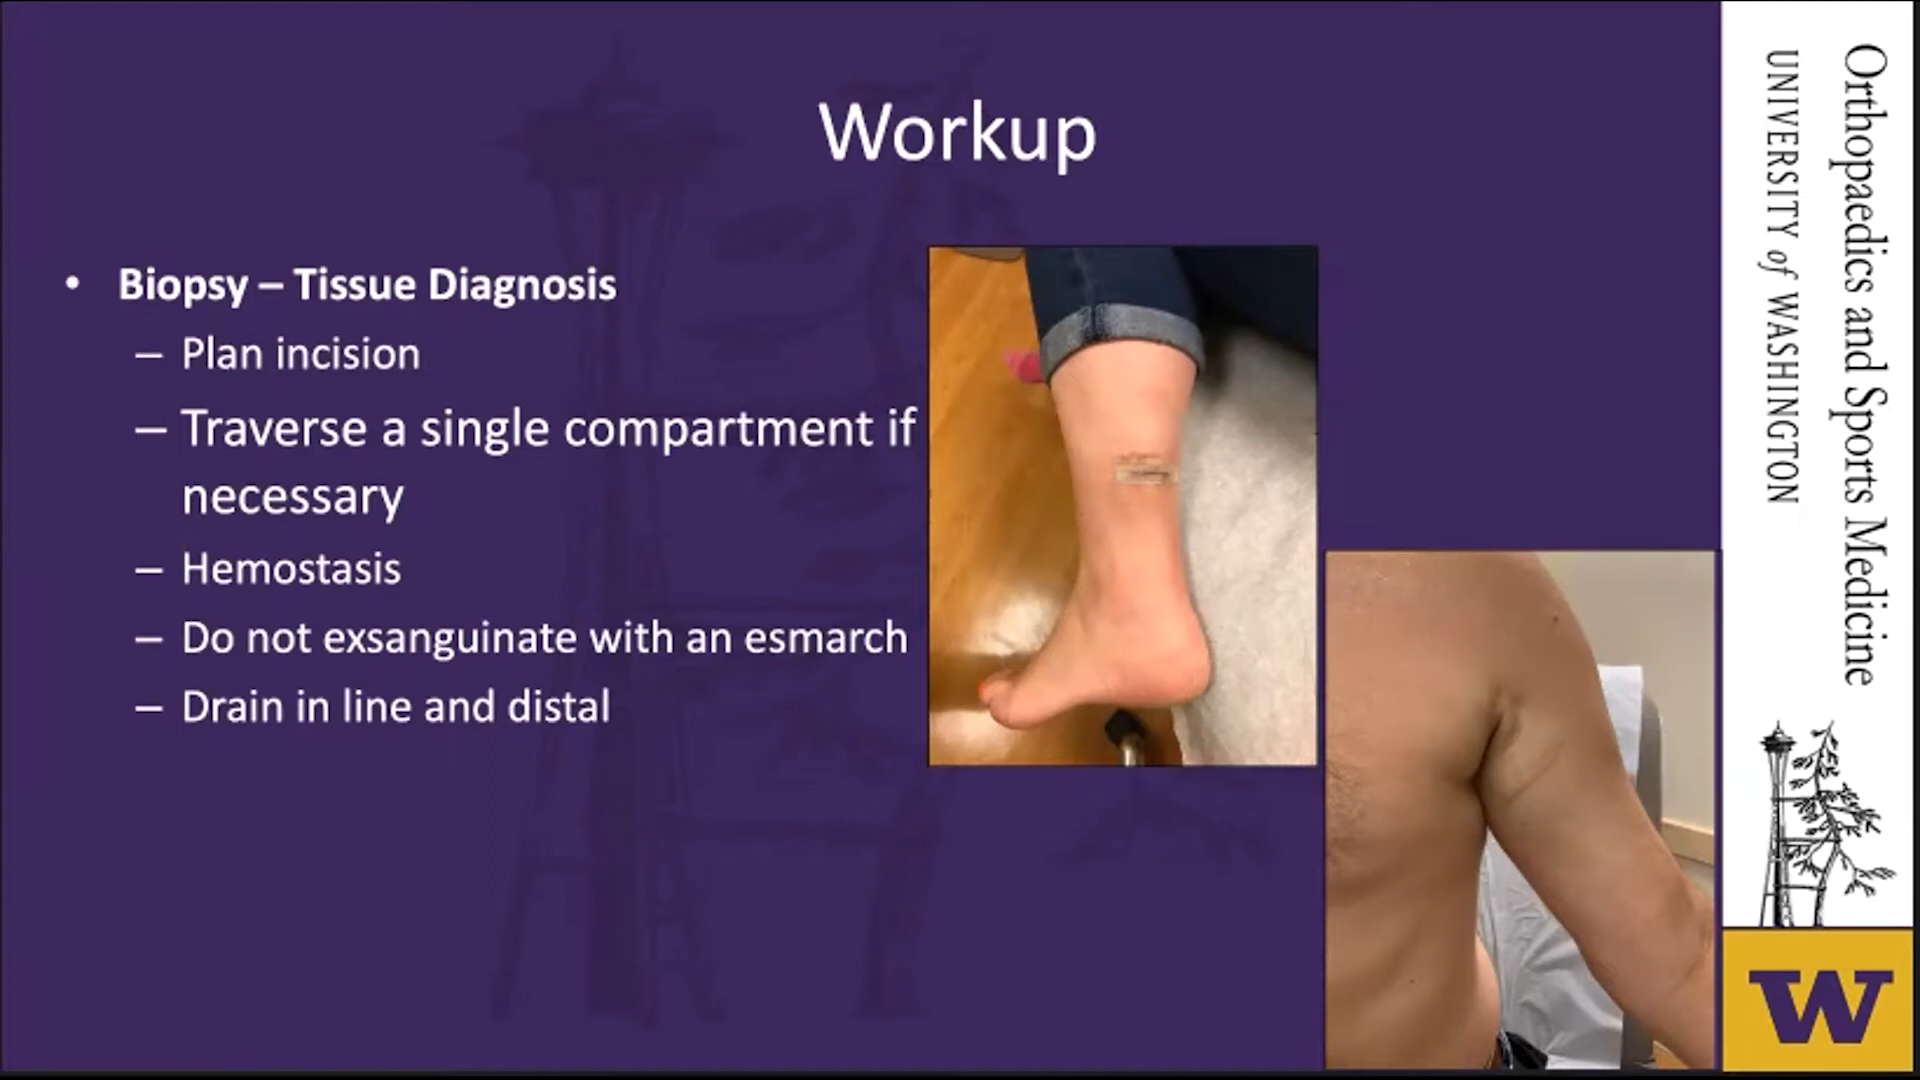 Workup
• Biopsy – Tissue Diagnosis
– Plan incision
– Traverse a single compartment if
necessary
– Hemostasis
– Do not exsanguinate with an esmarch
– Drain in line and distal
Orthopaedics and Sports Medicine
UNIVERSITY of WASHINGTON
W